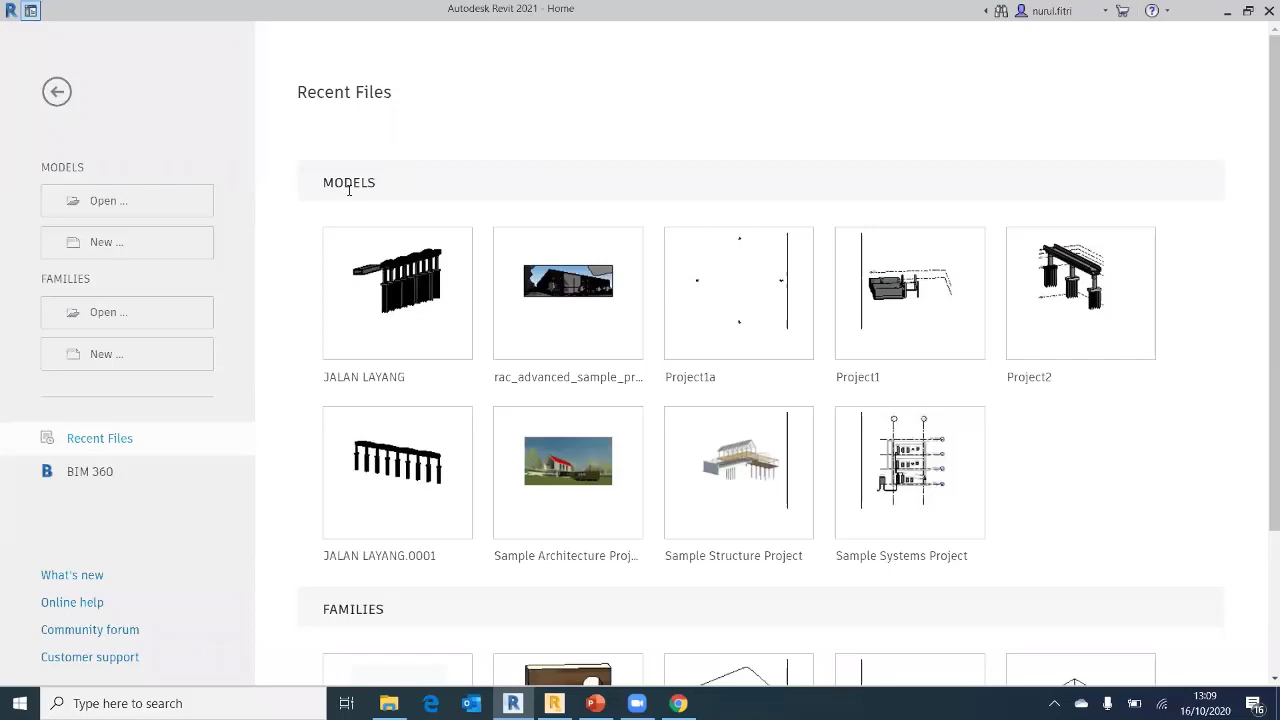 Autodesk Revit 2021 - Home
nurul.fitri
Recent Files
MODELS
Open ...
New ...
FAMILIES
Open ...
New ...
Recent Files
BIM 360
What's new
Online help
Community forum
Customer support
MODELS
JALAN LAYANG
rac_advanced_sample_pr...
Project1a
Project1
Project2
JALAN LAYANG.0001
Sample Architecture Proj...
Sample Structure Project
Sample Systems Project
FAMILIES
Type here to search
13:09
16/10/2020
16